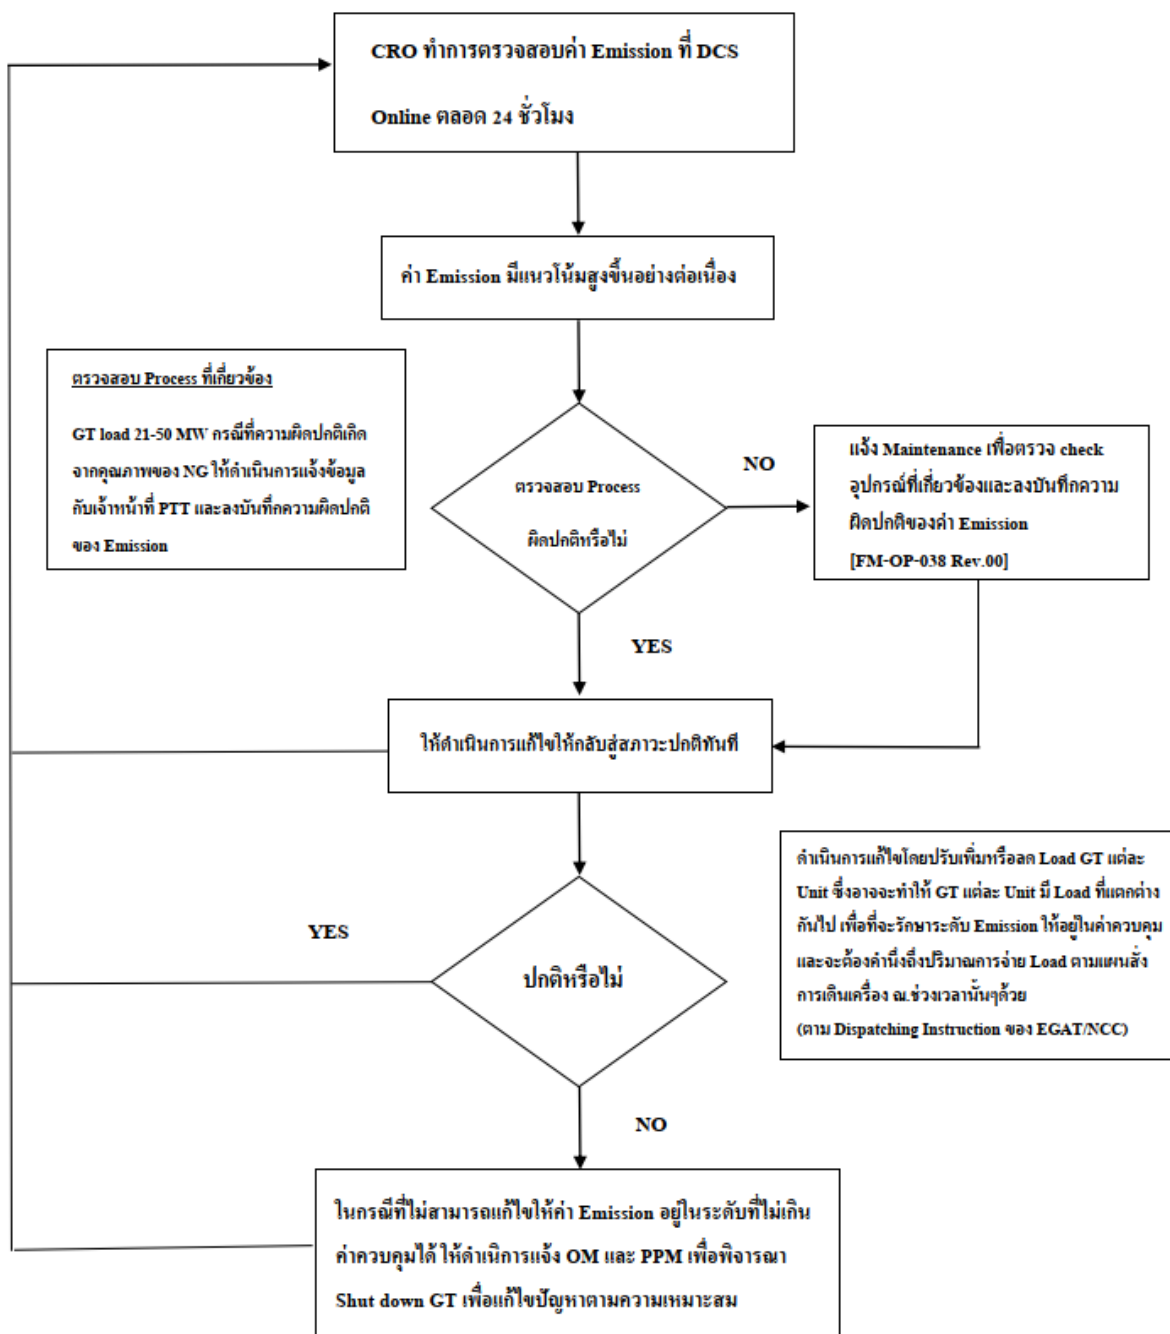 CRO ทำการตรวจสอบค่า Emission ที่ DCS
Online ตลอด 24 ชั่วโมง
ค่า Emission มีแนวโน้มสูงขึ้นอย่างต่อเนื่อง
ตรวจสอบ Process ที่เกี่ยวข้อง
GT load 21-50 MW กรณีที่ความผิดปกติเกิด
จากคุณภาพของ NG ให้ดำเนินการแจ้งข้อมูล
กับเจ้าหน้าที่ PTT และลงบันทึกความผิดปกติ
ของ Emission
ตรวจสอบ Process
ผิดปกติหรือไม่
NO
แจ้ง Maintenance เพื่อตรวจ check
อุปกรณ์ที่เกี่ยวข้องและลงบันทึกความ
ผิดปกติของค่า Emission
[FM-OP-038 Rev.00]
YES
ให้ดำเนินการแก้ไขให้กลับสู่สภาวะปกติทันที
ดำเนินการแก้ไขโดยปรับเพิ่มหรือลด Load GT แต่ละ
Unit ซึ่งอาจจะทำให้ GT แต่ละ Unit มี Load ที่แตกต่าง
กันไป เพื่อที่จะรักษาระดับ Emission ให้อยู่ในค่าควบคุม
และจะต้องคำนึงถึงปริมาณการจ่าย Load ตามแผนสั่ง
การเดินเครื่อง ณ.ช่วงเวลานั้นๆด้วย
(ตาม Dispatching Instruction ของ EGAT/NCC)
YES
ปกติหรือไม่
NO
ในกรณีที่ไม่สามารถแก้ไขให้ค่า Emission อยู่ในระดับที่ไม่เกิน
ค่าควบคุมได้ ให้ดำเนิการแจ้ง OM และ PPM เพื่อพิจารณา
Shut down GT เพื่อแก้ไขปัญหาตามความเหมาะสม